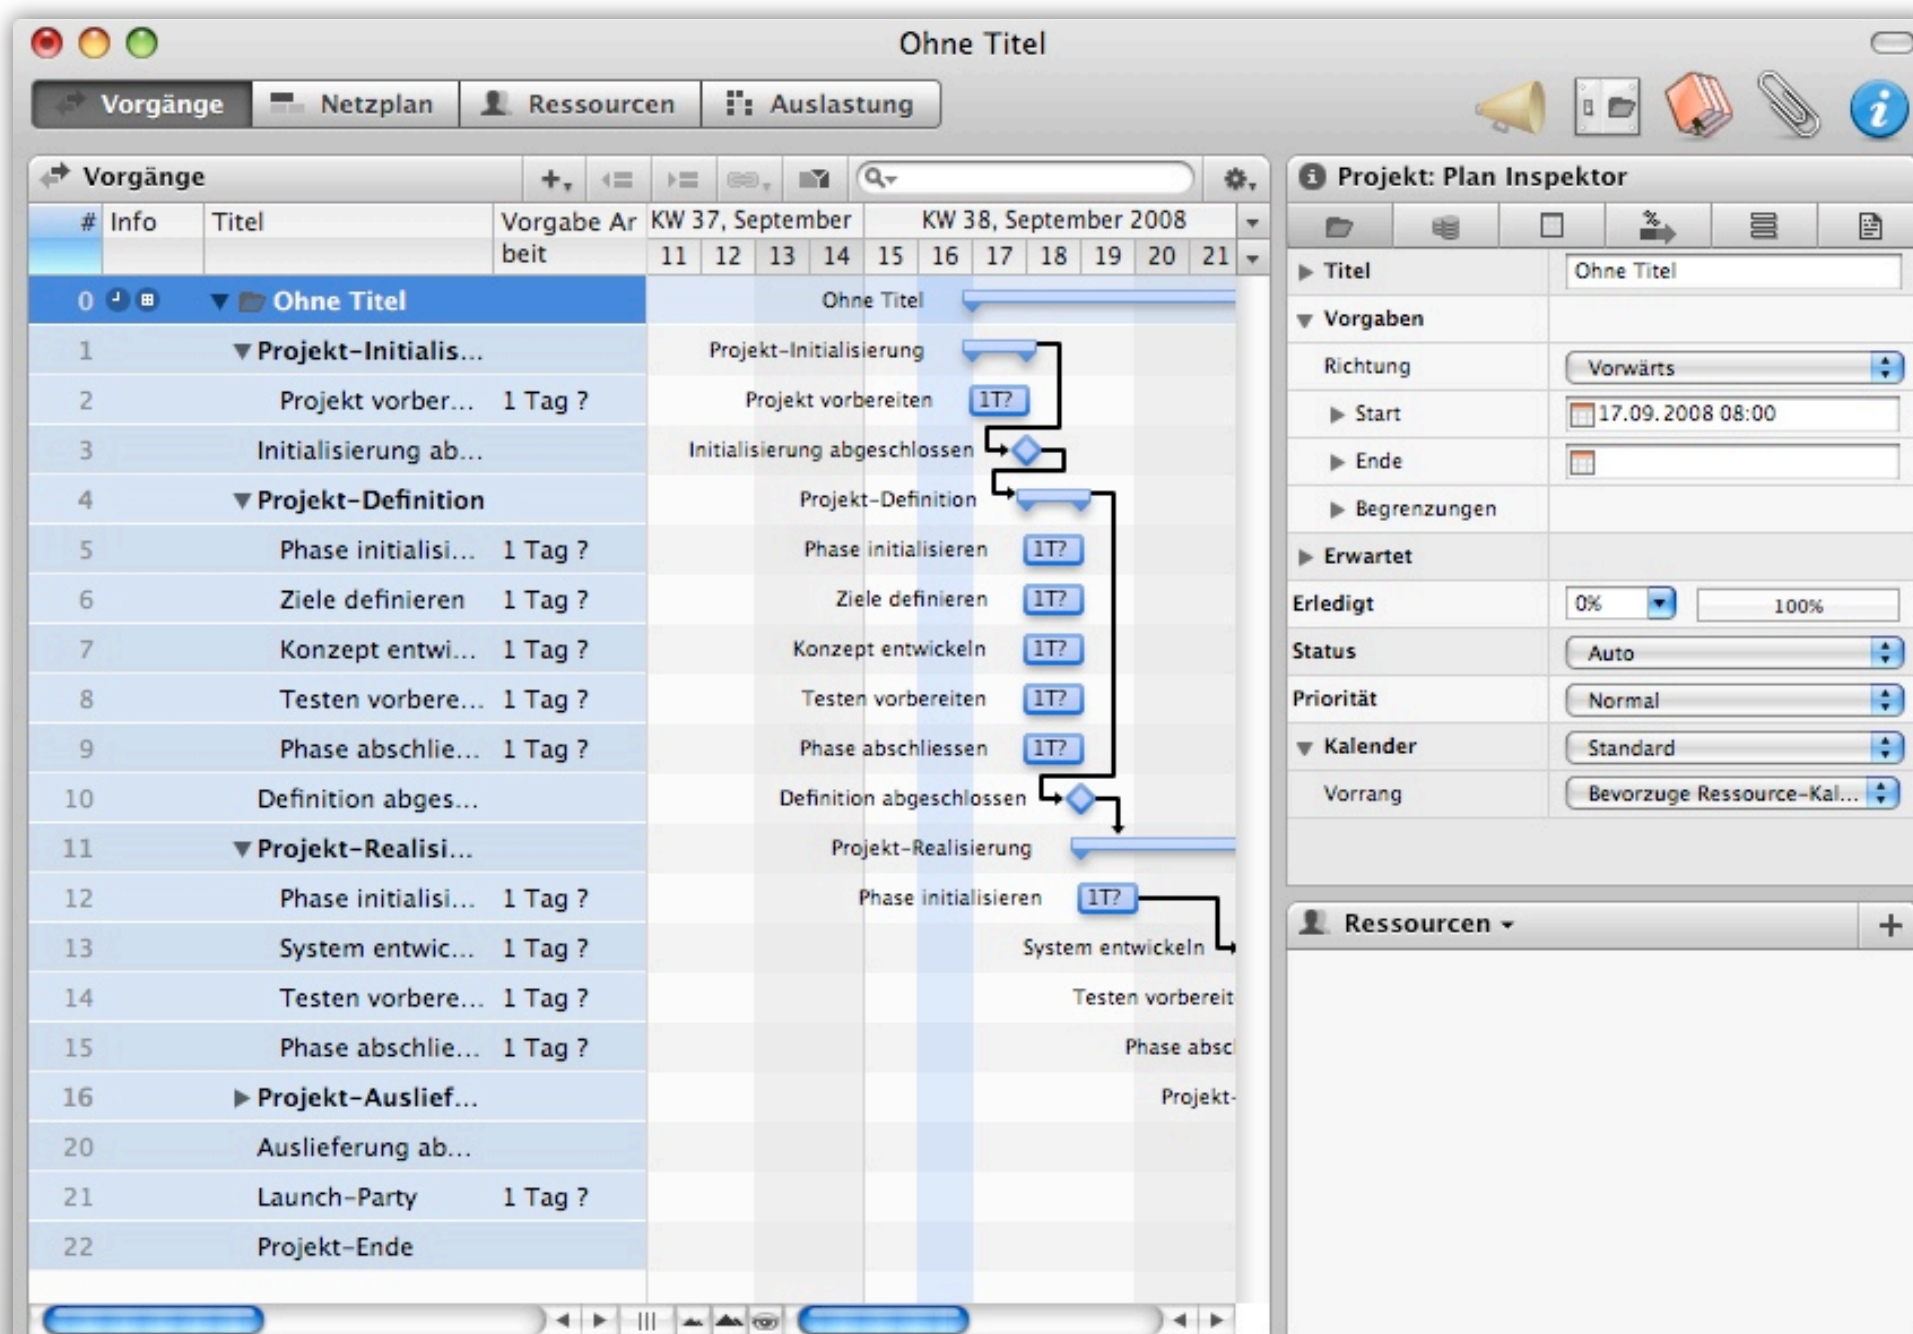 Ohne Titel
Vorgänge Netzplan Ressourcen Auslastung
Vorgänge
# Info Titel Vorgabe Ar
beit
KW 37, September KW 38, September 2008
11 12 13 14 15 16 17 18 19 20 21
0 Ohne Titel Ohne Titel
1 Projekt-Initialis... Projekt-Initialisierung
2 Projekt vorber... 1 Tag ? Projekt vorbereiten 1T?
3 Initialisierung ab... Initialisierung abgeschlossen
4 Projekt-Definition Projekt-Definition
5 Phase initialisi... 1 Tag ? Phase initialisieren 1T?
6 Ziele definieren 1 Tag ? Ziele definieren 1T?
7 Konzept entwi... 1 Tag ? Konzept entwickeln 1T?
8 Testen vorbere... 1 Tag ? Testen vorbereiten 1T?
9 Phase abschlie... 1 Tag ? Phase abschliessen 1T?
10 Definition abges... Definition abgeschlossen
11 Projekt-Realisi... Projekt-Realisierung
12 Phase initialisi... 1 Tag ? Phase initialisieren 1T?
13 System entwic... 1 Tag ? System entwickeln
14 Testen vorbere... 1 Tag ? Testen vorbereit
15 Phase abschlie... 1 Tag ? Phase absc
16 Projekt-Auslief... Projekt-
20 Auslieferung ab...
21 Launch-Party 1 Tag ?
22 Projekt-Ende
Projekt: Plan Inspektor
Titel Ohne Titel
Vorgaben
Richtung Vorwärts
Start 17.09.2008 08:00
Ende
Begrenzungen
Erwartet
Erledigt 0% 100%
Status Auto
Priorität Normal
Kalender Standard
Vorrang Bevorzuge Ressource-Kal...
Ressourcen